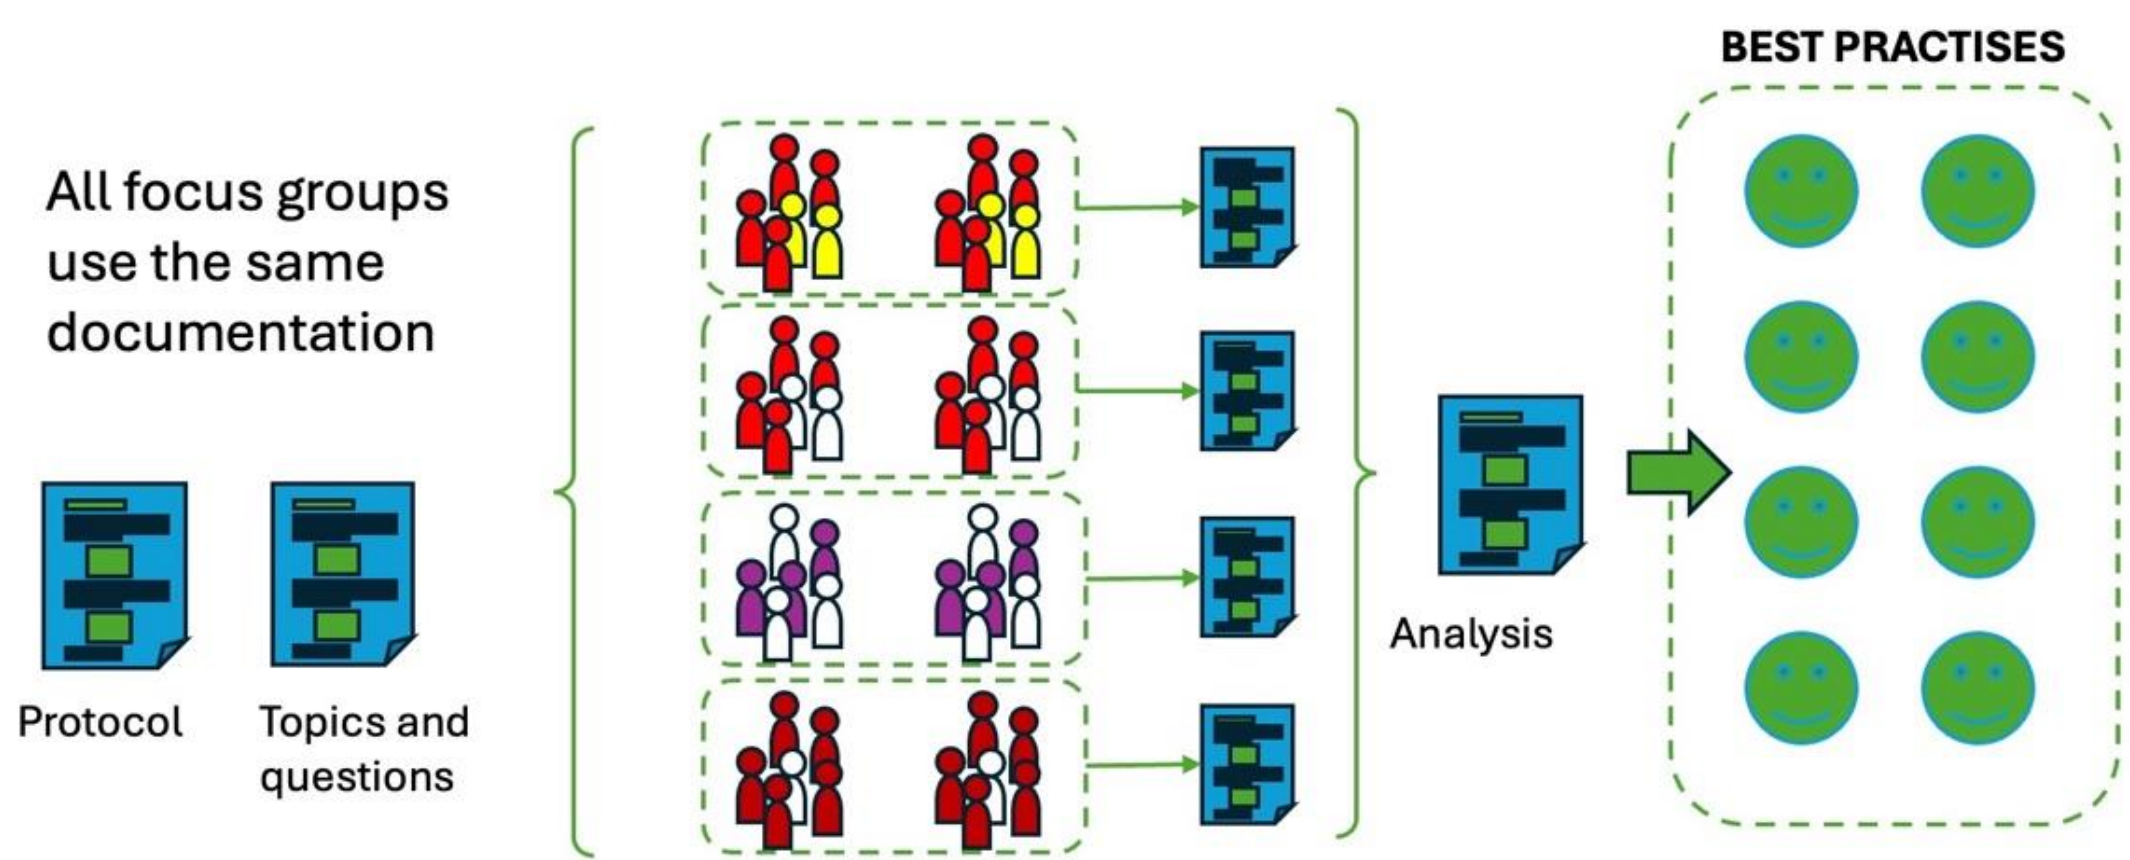 All focus groups
use the same
documentation
Protocol
Topics and
questions
Analysis
BEST PRACTISES